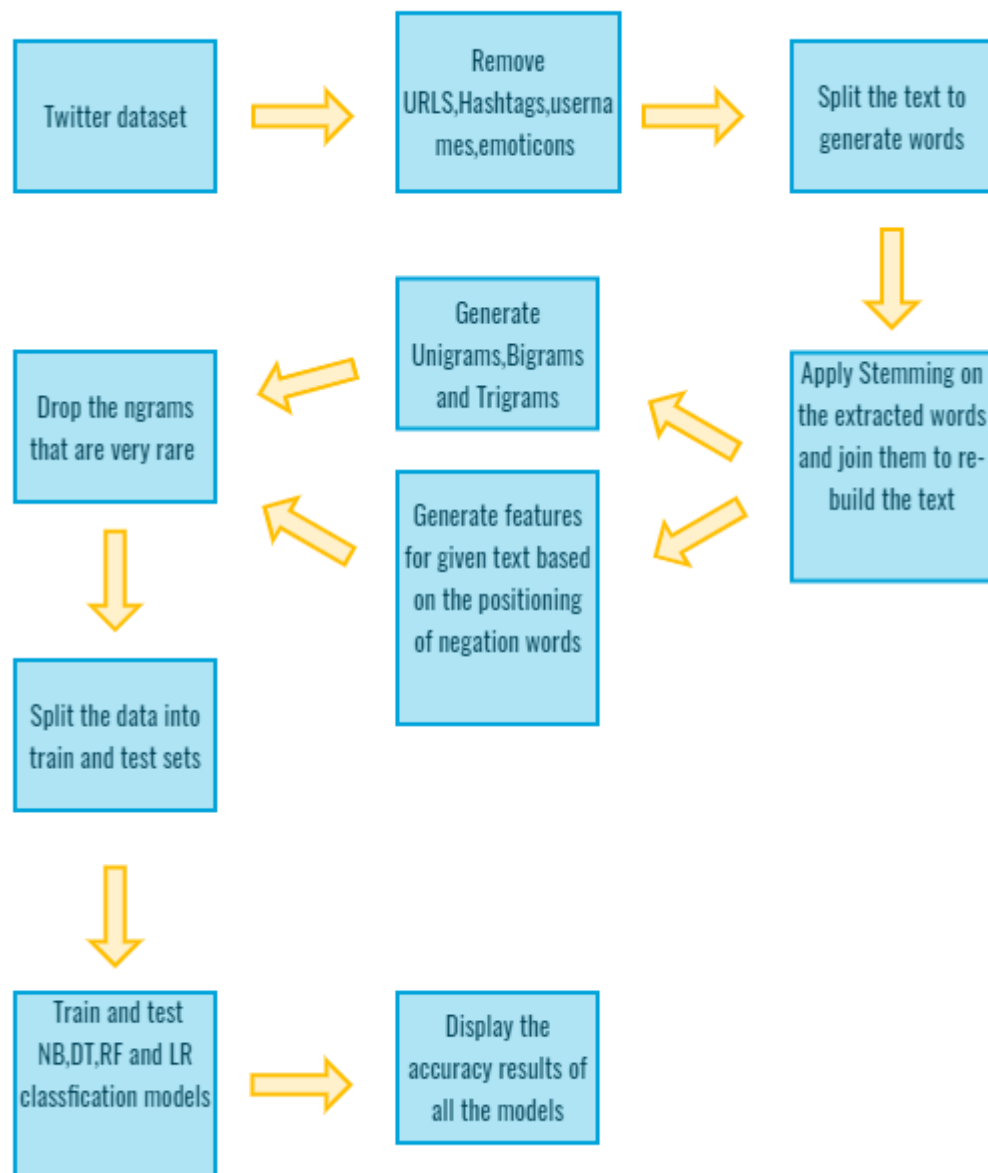 Twitter dataset
Remove
URLS,Hashtags,userna
mes,emoticons
Split the text to
generate words
Apply Stemming on
the extracted words
and join them to re-
build the text
Generate
Unigrams,Bigrams
and Trigrams
Generate features
for given text based
on the positioning
of negation words
Drop the ngrams
that are very rare
Split the data into
train and test sets
Train and test
NB,DT,RF and LR
classfication models
Display the
accuracy results of
all the models